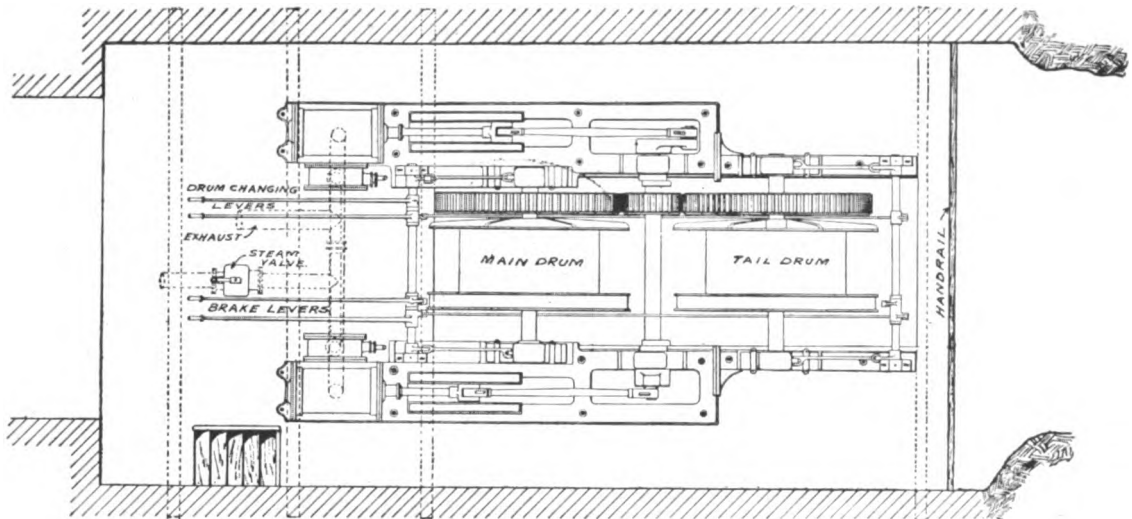 DRUM CHANGING
LEVERS
EXHAUST
STEAM
VALVE
MAIN DRUM
TAIL DRUM
BRAKE LEVERS
HANDRAIL